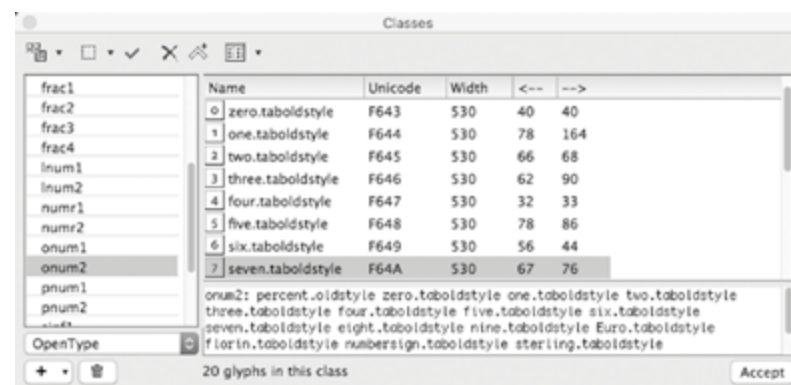 Classes
frac1
frac2
frac3
frac4
lnum1
lnum2
numr1
numr2
onum1
onum2
pnum1
pnum2
OpenType
Name Unicode Width <-- -->
0 zero.taboldstyle F643 530 40 40
1 one.taboldstyle F644 530 78 164
2 two.taboldstyle F645 530 66 68
3 three.taboldstyle F646 530 62 90
4 four.taboldstyle F647 530 32 33
5 five.taboldstyle F648 530 78 86
6 six.taboldstyle F649 530 56 44
7 seven.taboldstyle F64A 530 67 76
onum2: percent.oldstyle zero.taboldstyle one.taboldstyle two.taboldstyle
three.taboldstyle four.taboldstyle five.taboldstyle six.taboldstyle
seven.taboldstyle eight.taboldstyle nine.taboldstyle Euro.taboldstyle
florin.taboldstyle numbersign.taboldstyle sterling.taboldstyle
20 glyphs in this class
Accept